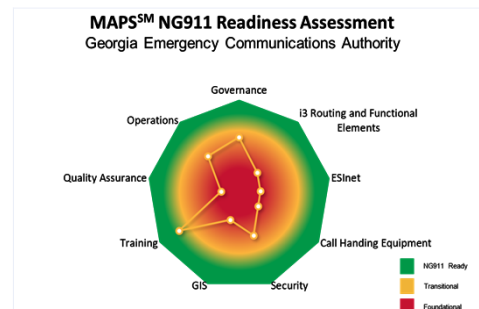 MAPS℠ NG911 Readiness Assessment
Georgia Emergency Communications Authority
Governance
i3 Routing and Functional
Elements
Operations
Quality Assurance
ESInet
Training
Call Handing Equipment
GIS
Security
NG911 Ready
Transitional
Foundational